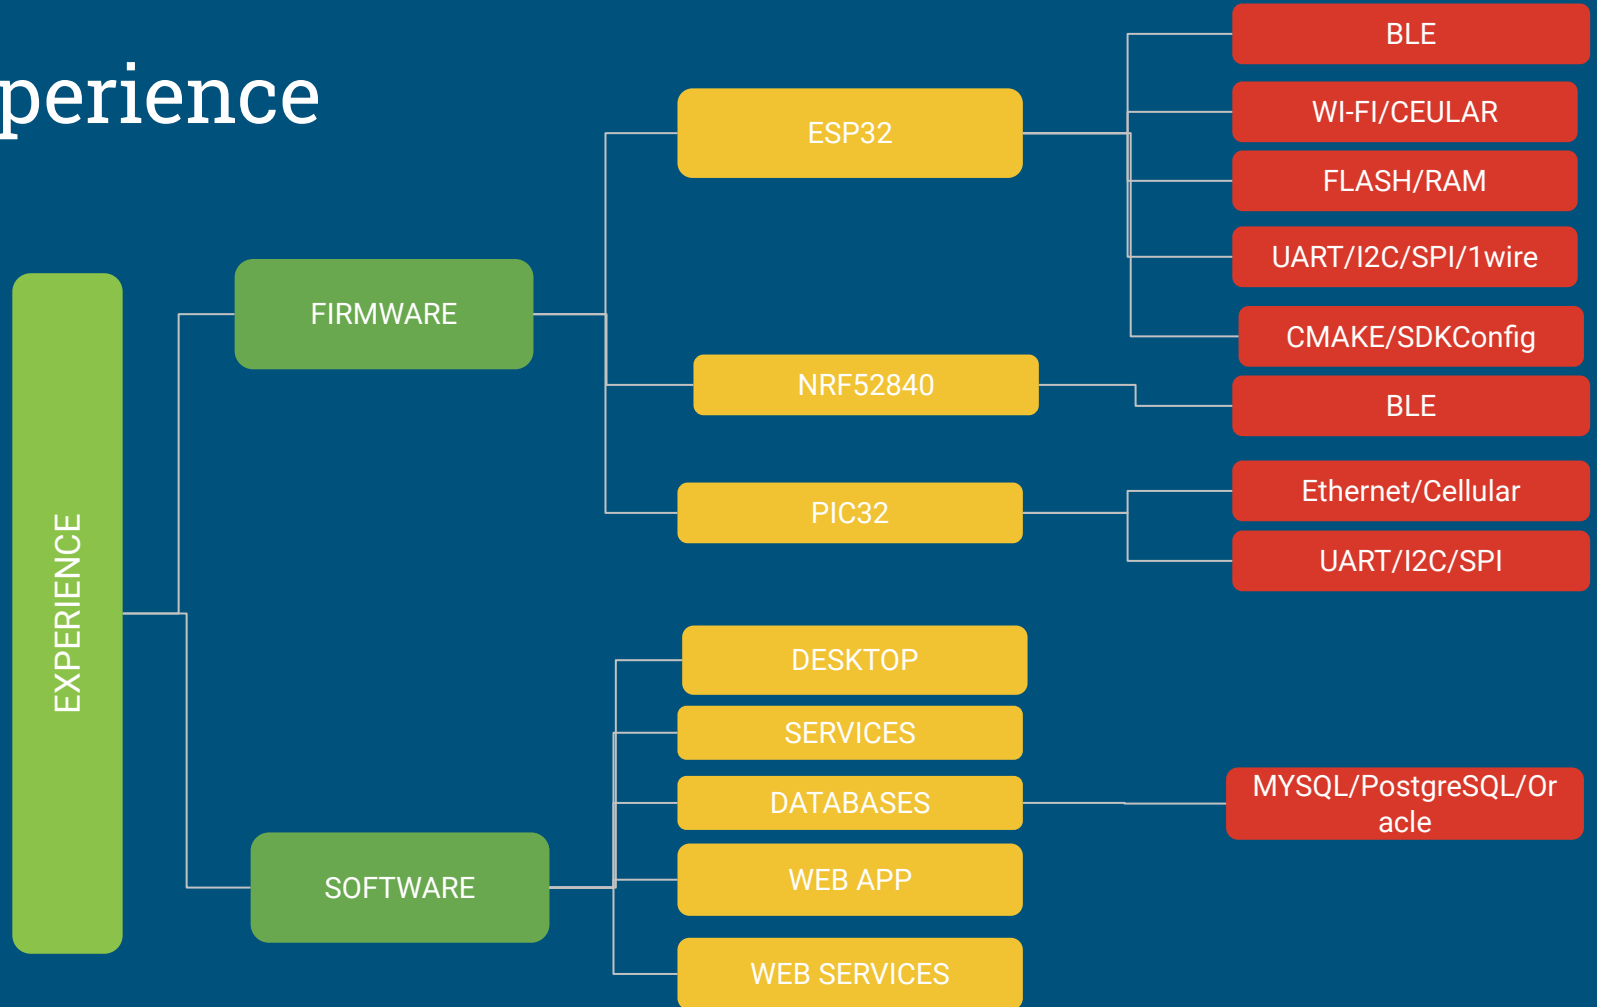 perience
EXPERIENCE
FIRMWARE
ESP32
BLE
WI-FI/CEULAR
FLASH/RAM
UART/I2C/SPI/1wire
CMAKE/SDKConfig
NRF52840
BLE
PIC32
Ethernet/Cellular
UART/I2C/SPI
SOFTWARE
DESKTOP
SERVICES
DATABASES
MYSQL/PostgreSQL/Or
acle
WEB APP
WEB SERVICES